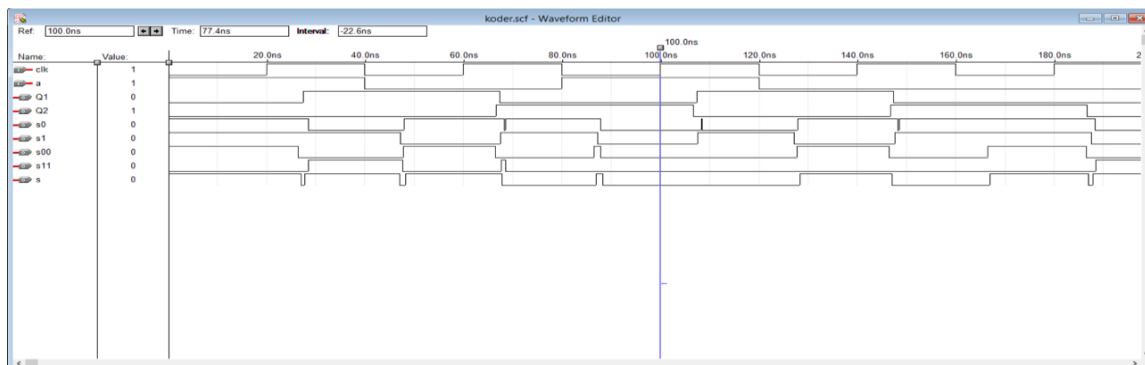 koder.scf - Waveform Editor
Ref: 100.0ns Time: 77.4ns Interval: -22.6ns
100.0ns
Name: Value: 20.0ns 40.0ns 60.0ns 80.0ns 100.0ns 120.0ns 140.0ns 160.0ns 180.0ns 2
clk 1
a 1
Q1 0
Q2 1
s0 0
s1 0
s00 0
s11 0
s 0